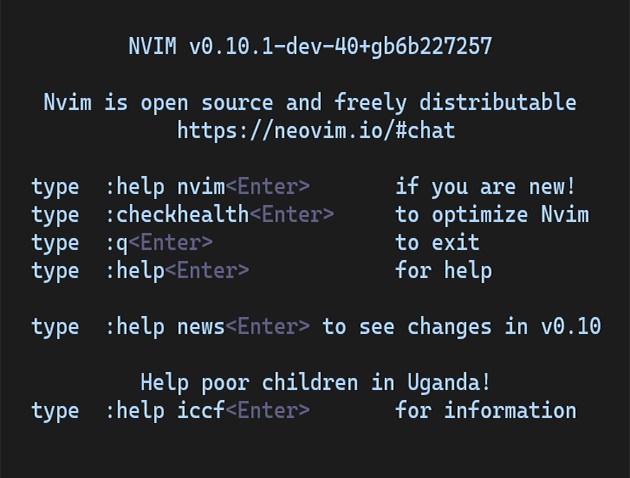 NVIM v0.10.1-dev-40+gb6b227257
Nvim is open source and freely distributable
https://neovim.io/#chat
type :help nvim<Enter> if you are new!
type :checkhealth<Enter> to optimize Nvim
type :q<Enter> to exit
type :help<Enter> for help
type :help news<Enter> to see changes in v0.10
Help poor children in Uganda!
type :help iccf<Enter> for information